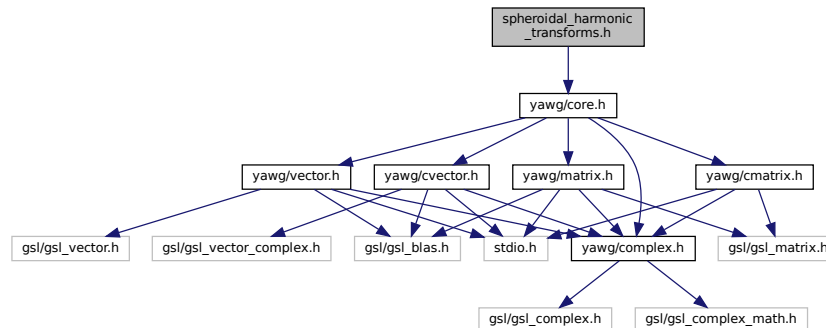 spheroidal_harmonic
_transforms.h
yawg/core.h
yawg/vector.h
yawg/cvector.h
yawg/matrix.h
yawg/cmatrix.h
gsl/gsl_vector.h
gsl/gsl_vector_complex.h
gsl/gsl_blas.h
stdio.h
yawg/complex.h
gsl/gsl_matrix.h
gsl/gsl_complex.h
gsl/gsl_complex_math.h